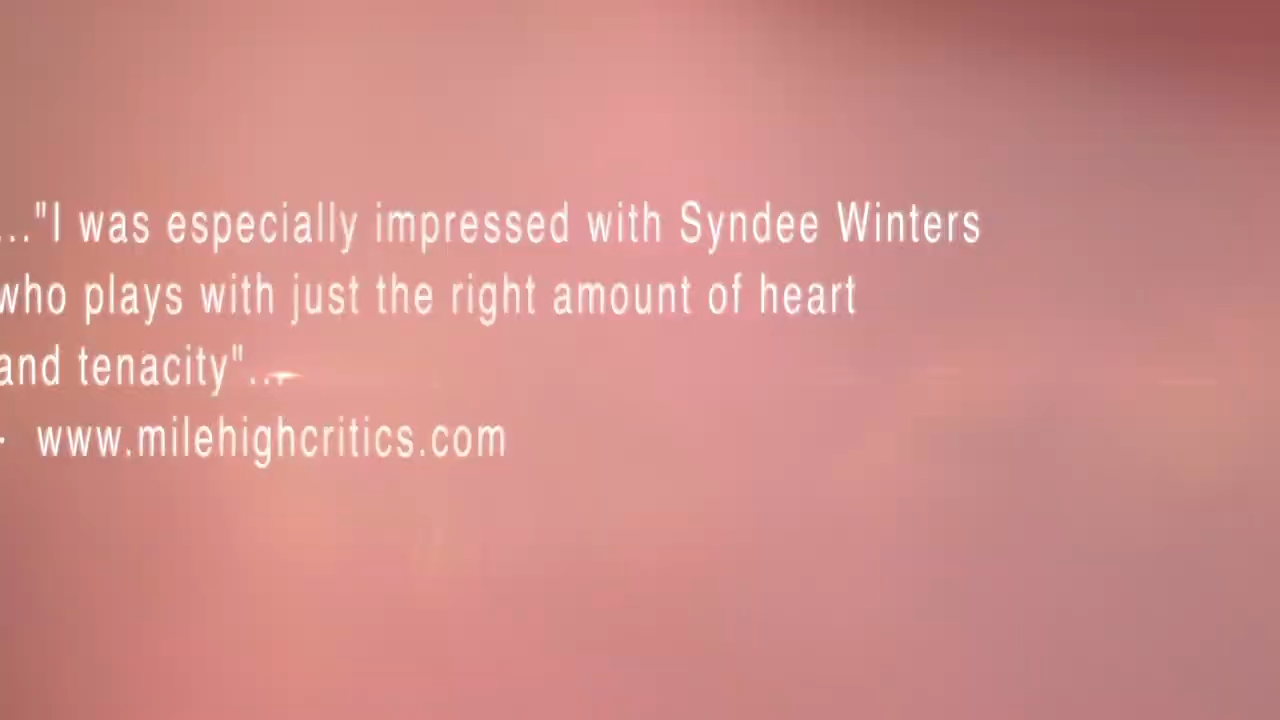 ..."I was especially impressed with Syndee Winters
who plays with just the right amount of heart
and tenacity"...
- www.milehighcritics.com